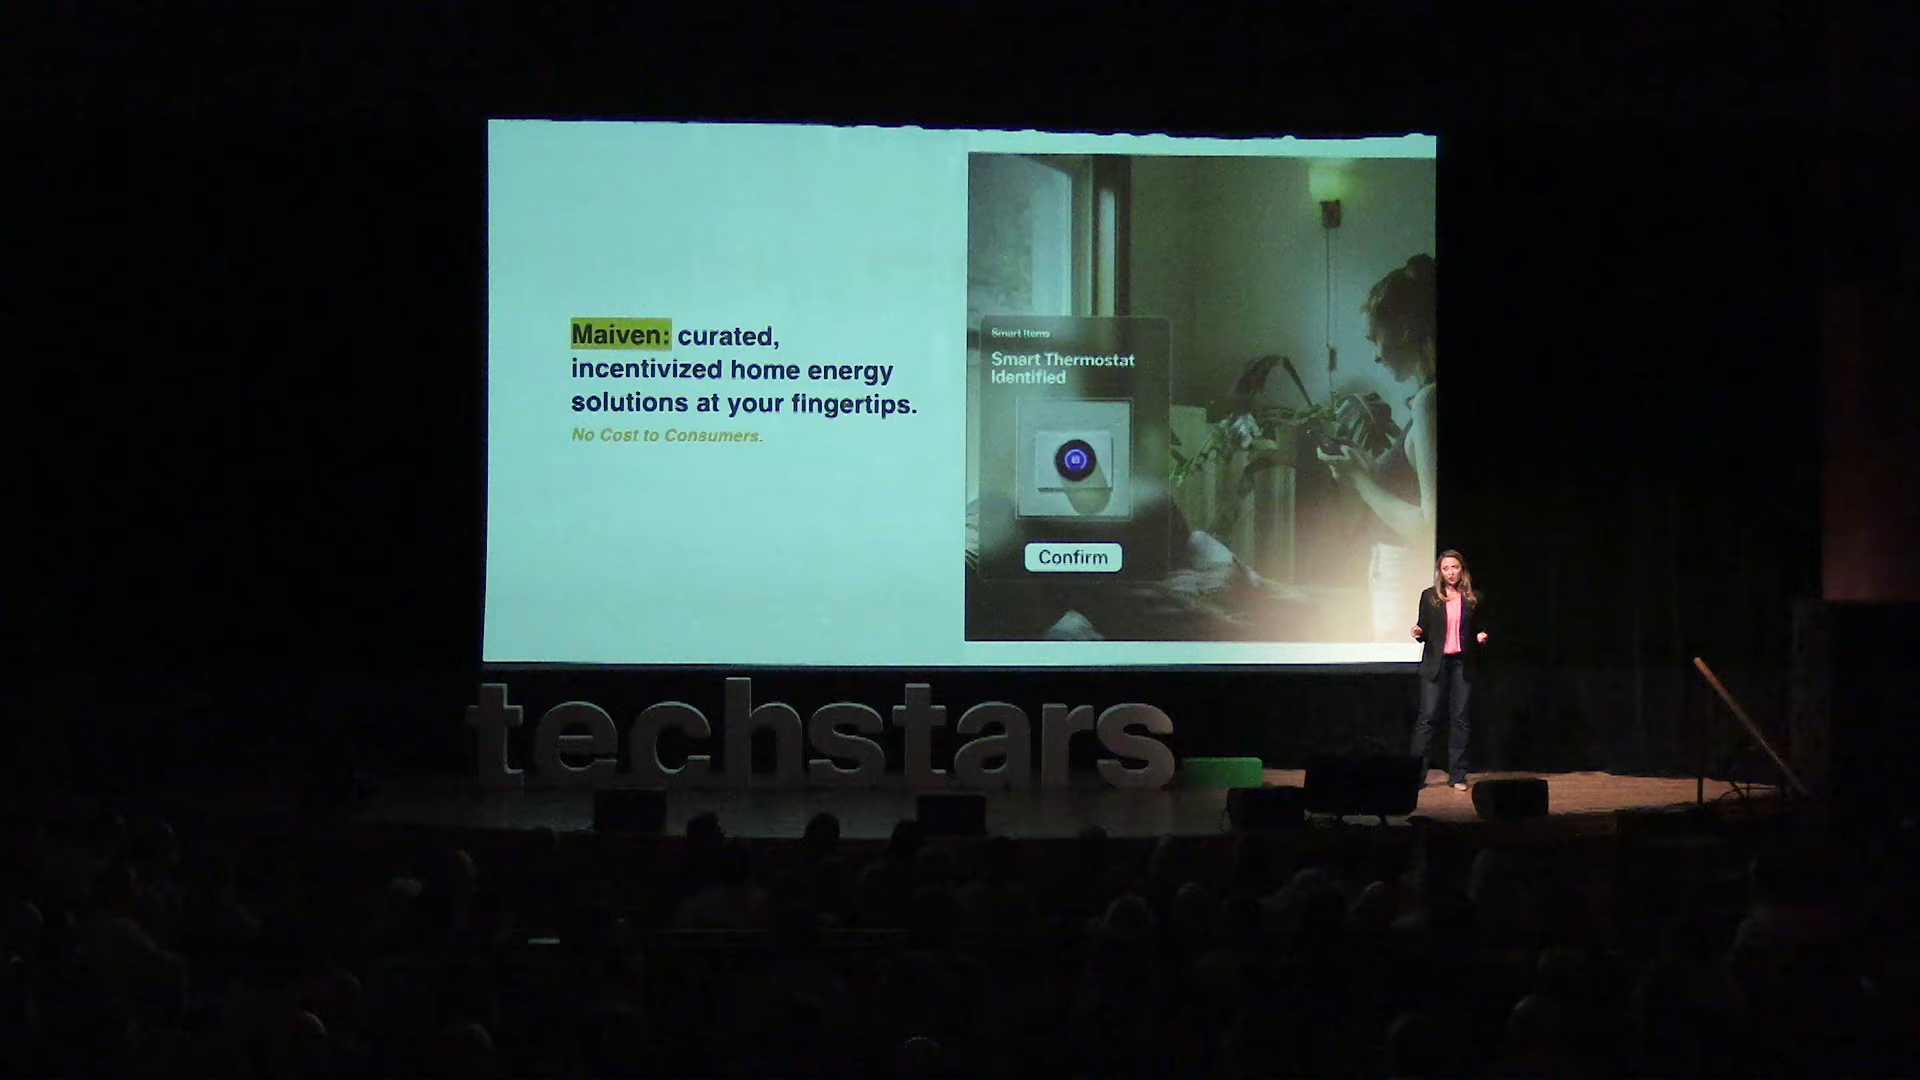 Maiven: curated,
incentivized home energy
solutions at your fingertips.
No Cost to Consumers.
Smart Items
Smart Thermostat
Identified
Confirm
techstars